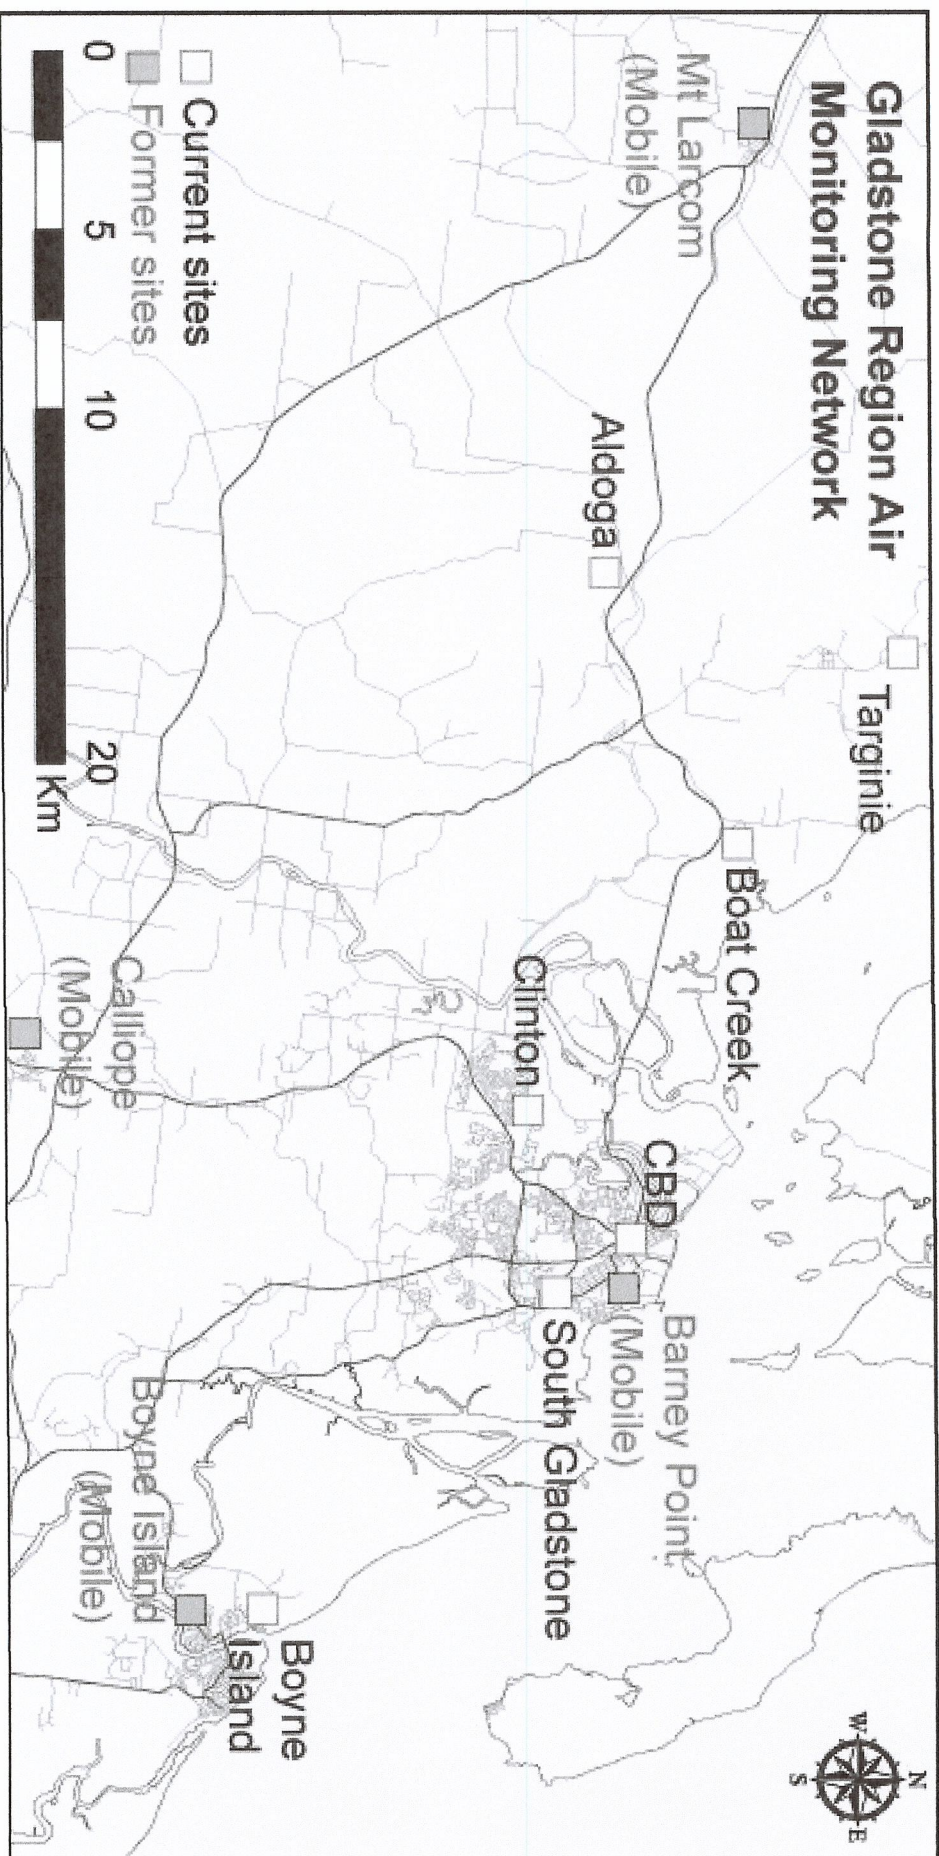 Gladstone Region Air
Monitoring Network
Targinie
Mt Larcom
(Mobile)
Aldoga
Boat Creek
CBD
Barney Point
(Mobile)
Clinton
South Gladstone
Current sites
Former sites
0
5
10
20
Km
Calliope
(Mobile)
Boyne Island
(Mobile)
Boyne
Island
N
W
E
S